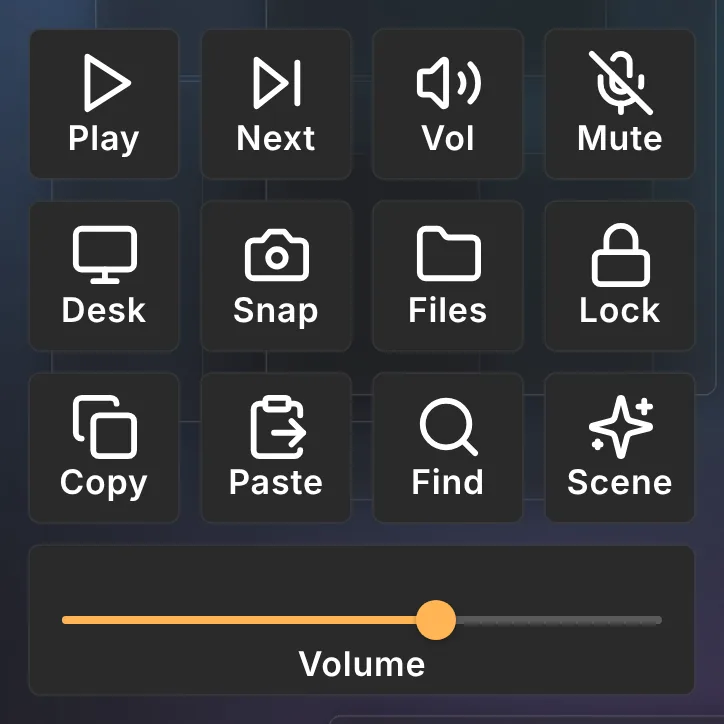 Play
Next
Vol
Mute
Desk
Snap
Files
Lock
Copy
Paste
Find
Scene
Volume